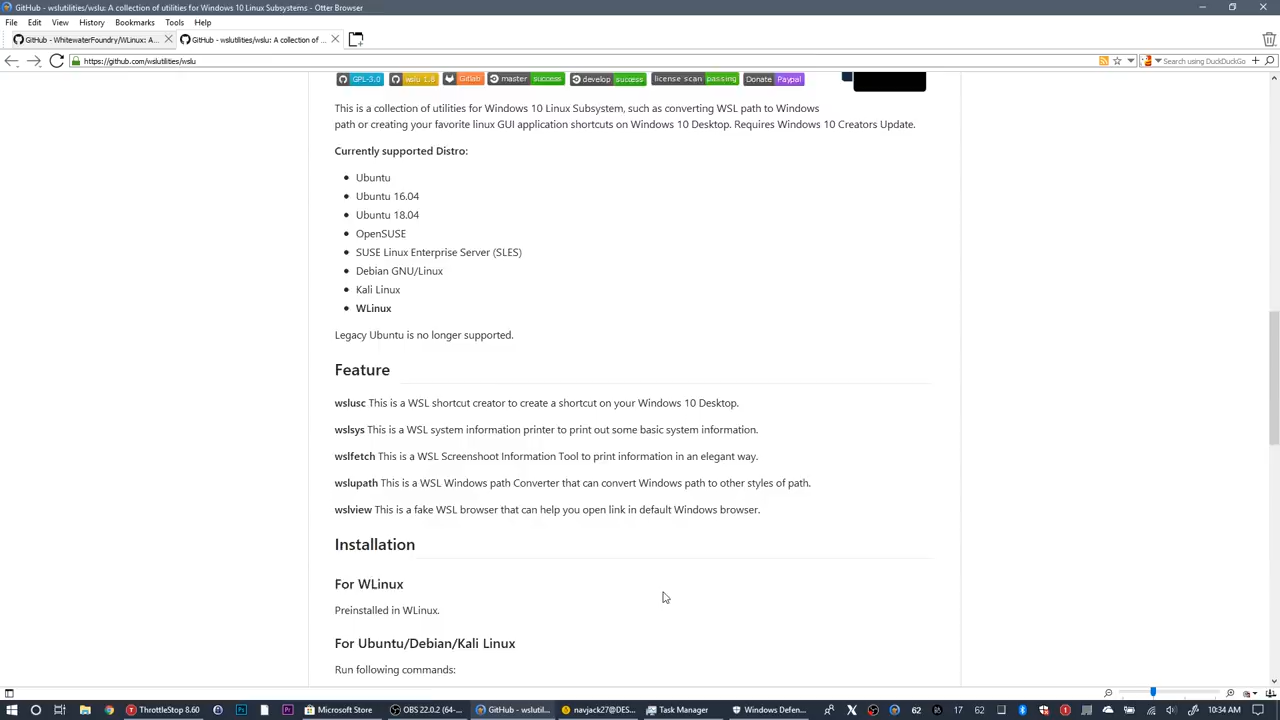 GitHub - wslutilities/wslu: A collection of utilities for Windows 10 Linux Subsystems - Otter Browser
File Edit View History Bookmarks Tools Help
GitHub - WhitewaterFoundry/WLinux: A...
GitHub - wslutilities/wslu: A collection of ...
https://github.com/wslutilities/wslu
Search using DuckDuckGo
GPL-3.0 wslu 1.8 Gitlab master success develop success license scan passing Donate Paypal
This is a collection of utilities for Windows 10 Linux Subsystem, such as converting WSL path to Windows
path or creating your favorite linux GUI application shortcuts on Windows 10 Desktop. Requires Windows 10 Creators Update.
Currently supported Distro:
Ubuntu
Ubuntu 16.04
Ubuntu 18.04
OpenSUSE
SUSE Linux Enterprise Server (SLES)
Debian GNU/Linux
Kali Linux
WLinux
Legacy Ubuntu is no longer supported.
Feature
wslusc This is a WSL shortcut creator to create a shortcut on your Windows 10 Desktop.
wslsys This is a WSL system information printer to print out some basic system information.
wslfetch This is a WSL Screenshoot Information Tool to print information in an elegant way.
wslupath This is a WSL Windows path Converter that can convert Windows path to other styles of path.
wslview This is a fake WSL browser that can help you open link in default Windows browser.
Installation
For WLinux
Preinstalled in WLinux.
For Ubuntu/Debian/Kali Linux
Run following commands:
ThrottleStop 8.60 Microsoft Store OBS 22.0.2 (64-... GitHub - wslutil... navjack27@DES... Task Manager Windows Defen... 62 17 62 10:34 AM